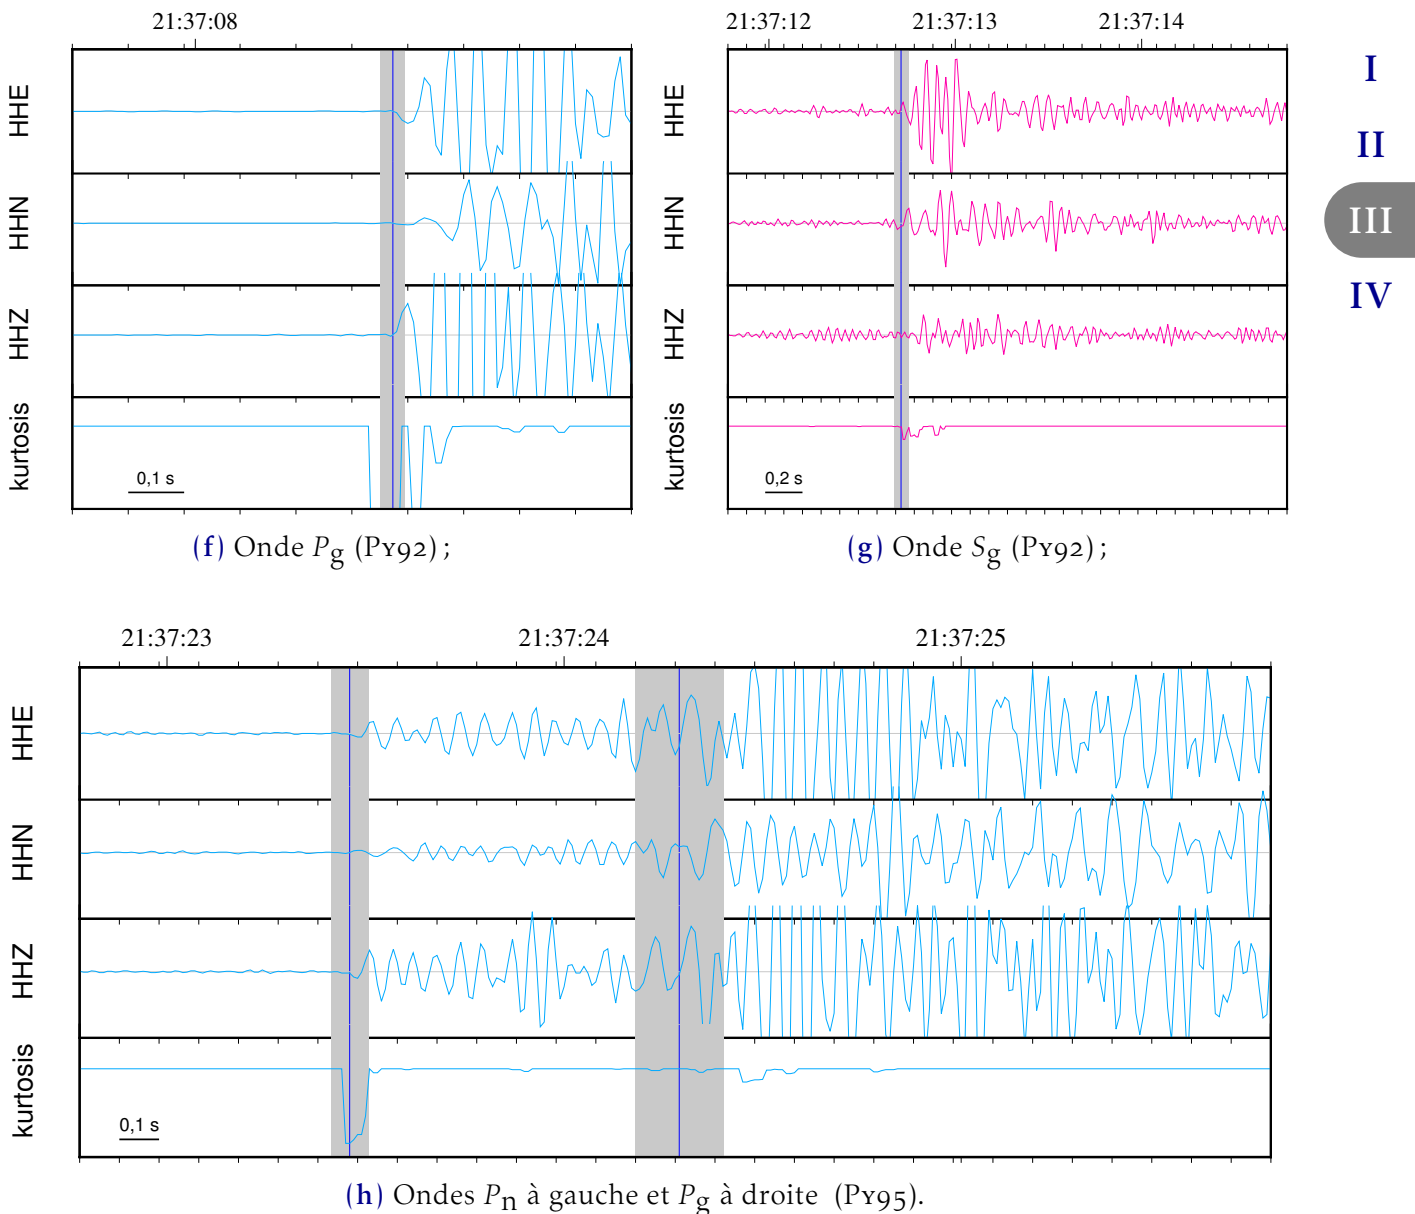 21:37:08
21:37:12 21:37:13 21:37:14
HHE
HHN
HHZ
kurtosis
0,1 s
HHE
HHN
HHZ
kurtosis
0,2 s
I
II
III
IV
(f) Onde Pg (Py92) ;
(g) Onde Sg (Py92) ;
21:37:23 21:37:24 21:37:25
HHE
HHN
HHZ
kurtosis
0,1 s
(h) Ondes Pn à gauche et Pg à droite (Py95).